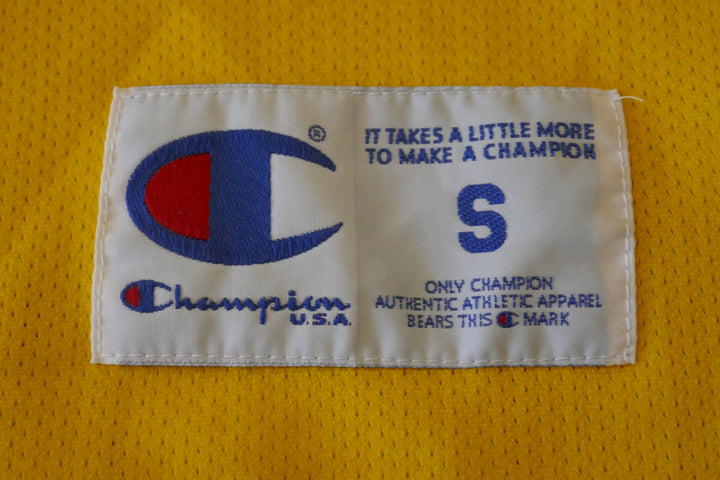 ®
Champion
U.S.A.
IT TAKES A LITTLE MORE
TO MAKE A CHAMPION
S
ONLY CHAMPION
AUTHENTIC ATHLETIC APPAREL
BEARS THIS C MARK